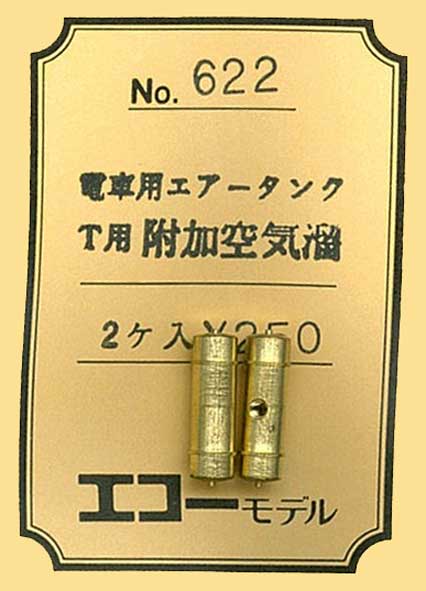 No. 622
電車用エアータンク
T用 附加空気溜
2ケ入 ¥250
エコーモデル